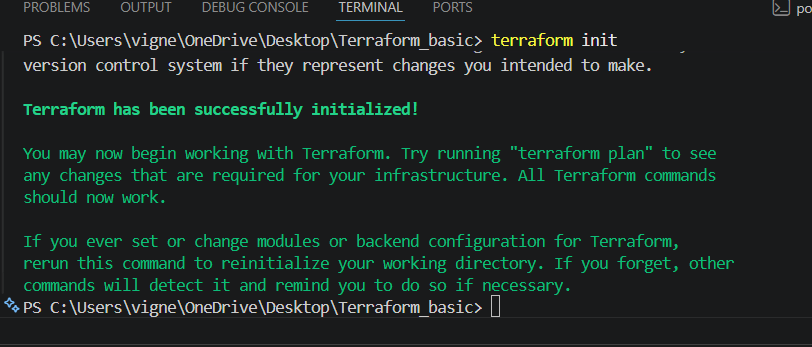 PROBLEMS OUTPUT DEBUG CONSOLE TERMINAL PORTS
PS C:\Users\vigne\OneDrive\Desktop\Terraform_basic> terraform init
version control system if they represent changes you intended to make.
Terraform has been successfully initialized!
You may now begin working with Terraform. Try running "terraform plan" to see
any changes that are required for your infrastructure. All Terraform commands
should now work.
If you ever set or change modules or backend configuration for Terraform,
rerun this command to reinitialize your working directory. If you forget, other
commands will detect it and remind you to do so if necessary.
PS C:\Users\vigne\OneDrive\Desktop\Terraform_basic>